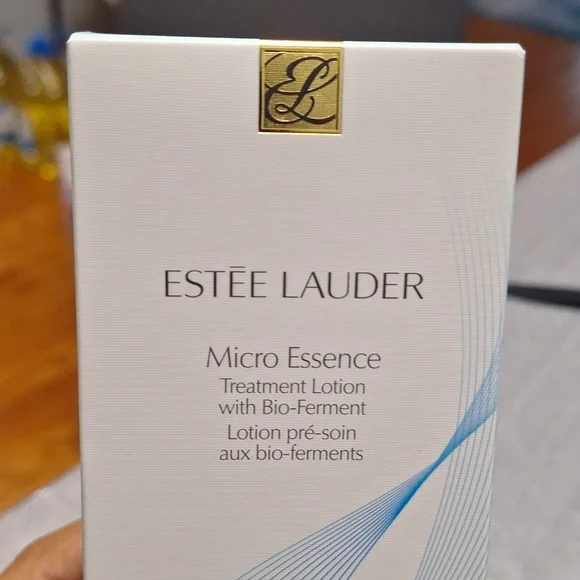 EL
ESTĒE LAUDER
Micro Essence
Treatment Lotion
with Bio-Ferment
Lotion pré-soin
aux bio-ferments